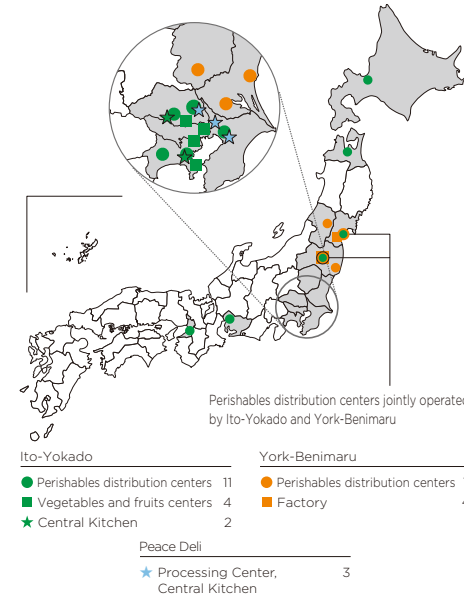 Perishables distribution centers jointly operated
by Ito-Yokado and York-Benimaru
Ito-Yokado
Perishables distribution centers 11
Vegetables and fruits centers 4
Central Kitchen 2
York-Benimaru
Perishables distribution centers
Factory
Peace Deli
Processing Center, 3
Central Kitchen